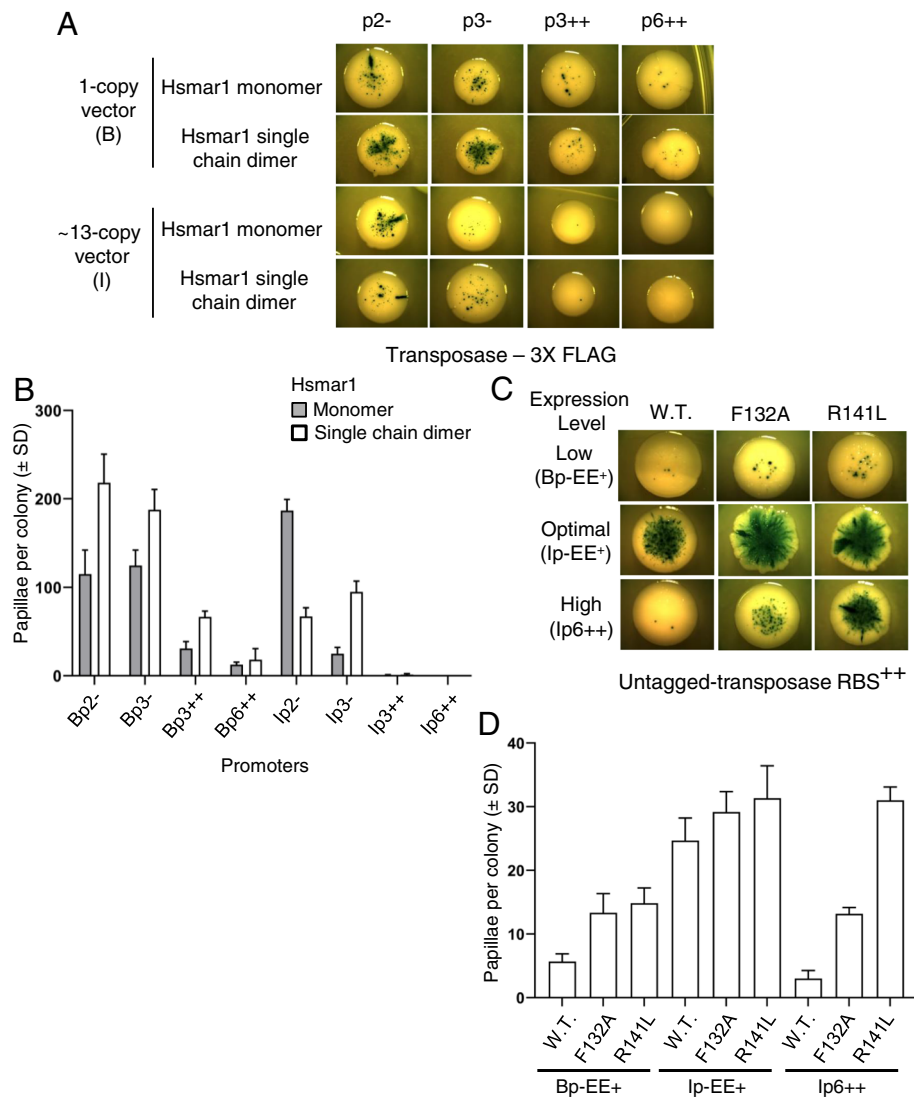 A
p2- p3- p3++ p6++
1-copy
vector
(B)
Hsmar1 monomer
Hsmar1 single
chain dimer
~13-copy
vector
(I)
Hsmar1 monomer
Hsmar1 single
chain dimer
Transposase – 3X FLAG
B
Hsmar1
Monomer
Single chain dimer
Papillae per colony (± SD)
300
200
100
0
Bp2- Bp3- Bp3++ Bp6++ Ip2- Ip3- Ip3++ Ip6++
Promoters
C
Expression
Level
W.T. F132A R141L
Low
(Bp-EE+)
Optimal
(Ip-EE+)
High
(Ip6++)
Untagged-transposase RBS++
D
Papillae per colony (± SD)
40
30
20
10
0
W.T. F132A R141L W.T. F132A R141L W.T. F132A R141L
Bp-EE+ Ip-EE+ Ip6++